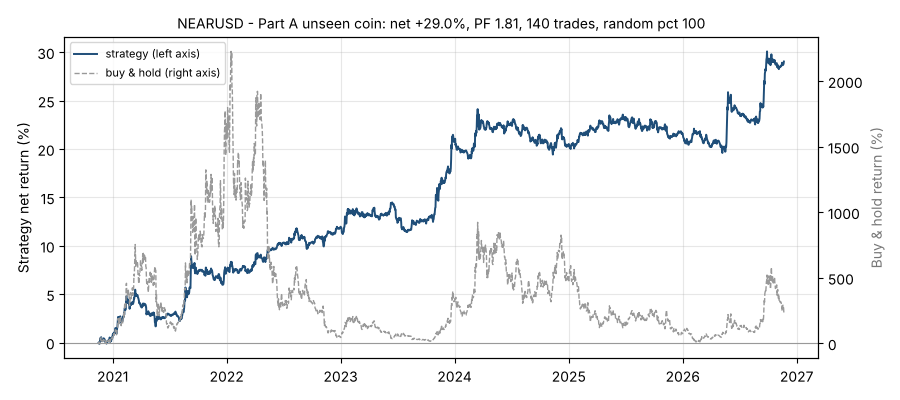 NEARUSD - Part A unseen coin: net +29.0%, PF 1.81, 140 trades, random pct 100
strategy (left axis)
buy & hold (right axis)
Strategy net return (%)
30
25
20
15
10
5
0
2000
1500
1000
500
0
Buy & hold return (%)
2021 2022 2023 2024 2025 2026 2027